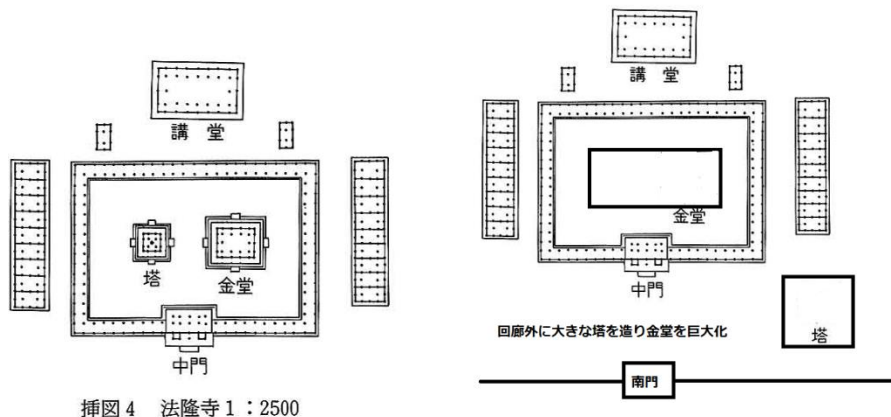 講堂
塔
金堂
中門
挿図4 法隆寺1:2500
講堂
金堂
中門
回廊外に大きな塔を造り金堂を巨大化
塔
南門